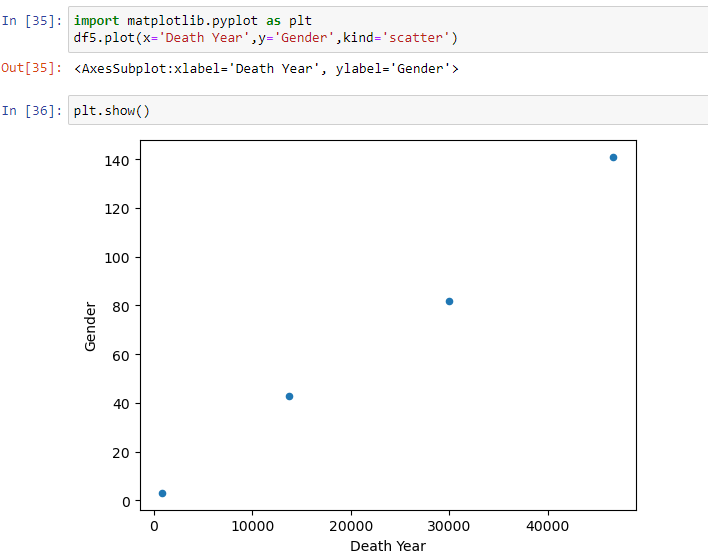 In [35]: import matplotlib.pyplot as plt
df5.plot(x='Death Year',y='Gender',kind='scatter')
Out[35]: <AxesSubplot:xlabel='Death Year', ylabel='Gender'>
In [36]: plt.show()
140
120
100
80
60
40
20
0
Gender
0 10000 20000 30000 40000
Death Year